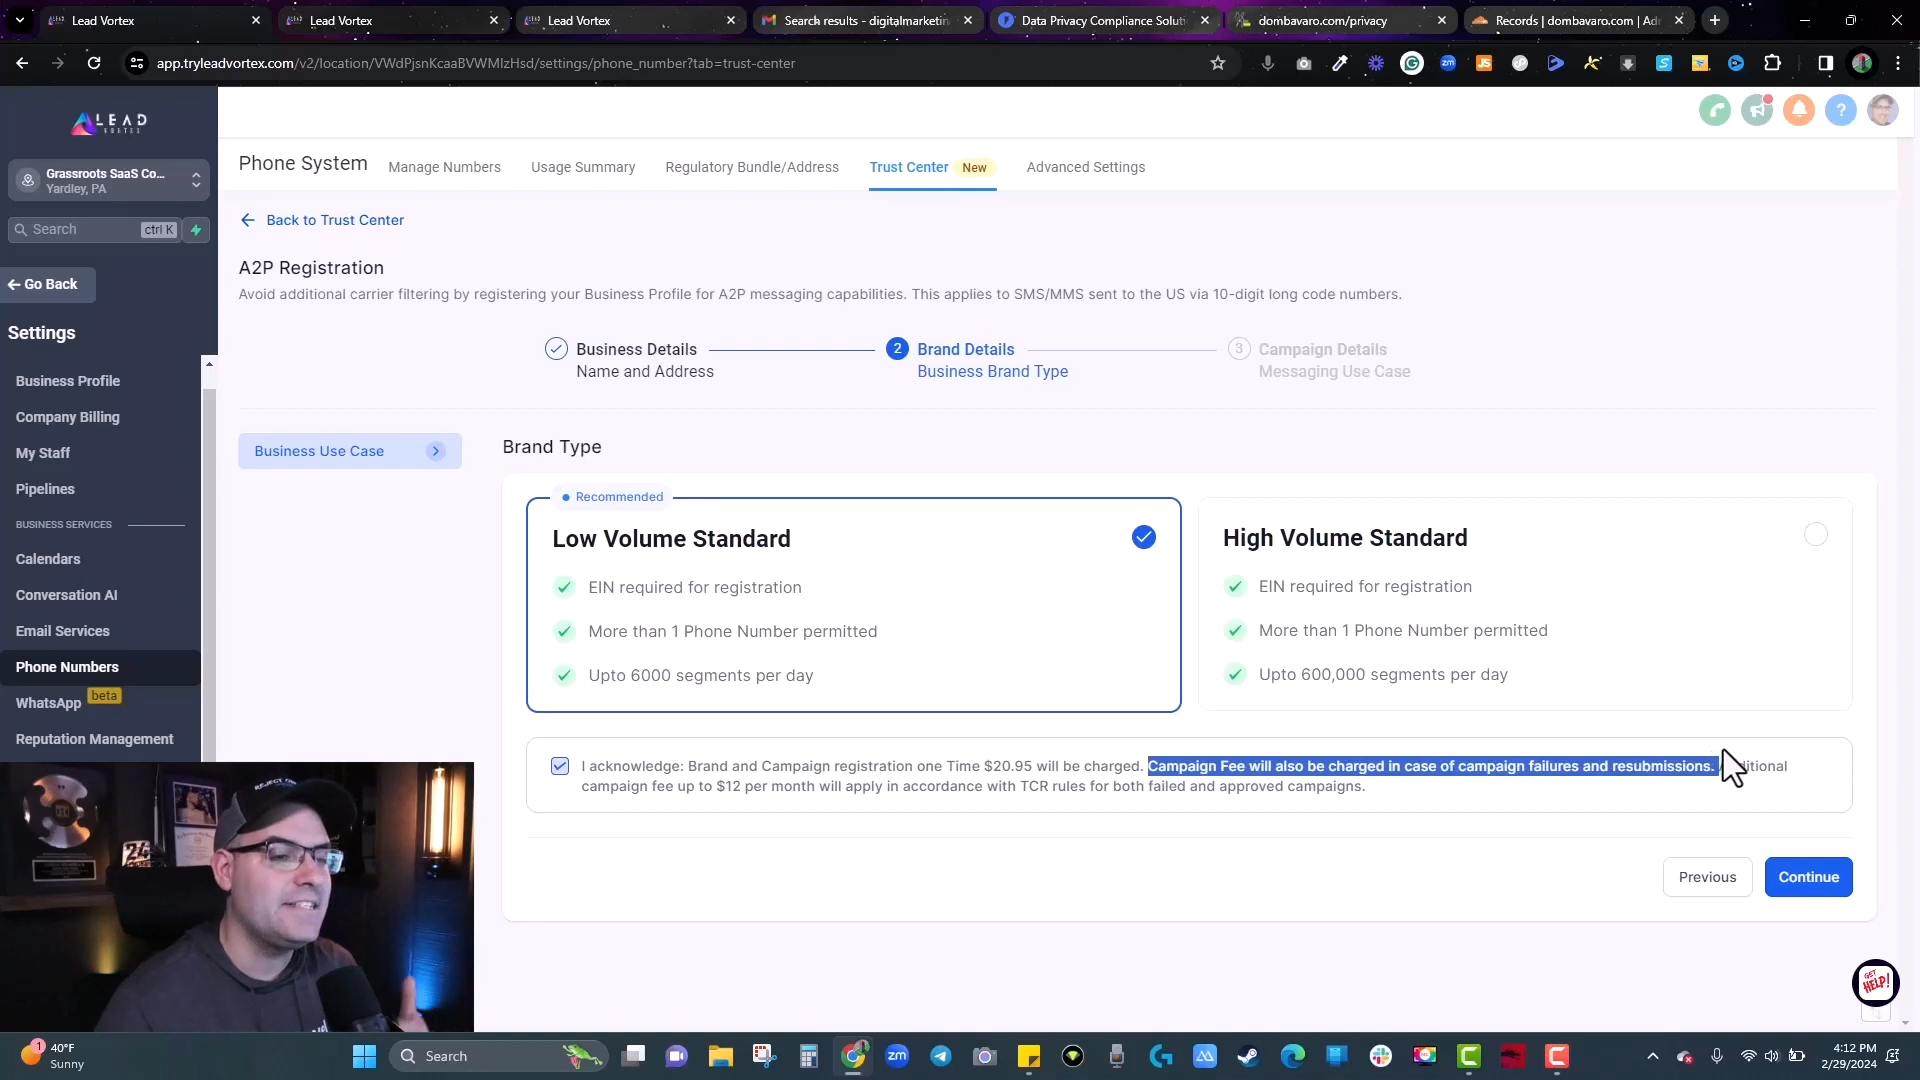 Lead Vortex
Lead Vortex
Lead Vortex
Search results - digitalmarketin
Data Privacy Compliance Soluti
dombavaro.com/privacy
Records | dombavaro.com | Ad
app.tryleadvortex.com/v2/location/VWdPjsnKcaaBVWMIzHsd/settings/phone_number?tab=trust-center
LEAD
VORTEX
Grassroots SaaS Co...
Yardley, PA
Search ctrl K
Go Back
Settings
Business Profile
Company Billing
My Staff
Pipelines
BUSINESS SERVICES
Calendars
Conversation AI
Email Services
Phone Numbers
WhatsApp beta
Reputation Management
Phone System Manage Numbers Usage Summary Regulatory Bundle/Address Trust Center New Advanced Settings
Back to Trust Center
A2P Registration
Avoid additional carrier filtering by registering your Business Profile for A2P messaging capabilities. This applies to SMS/MMS sent to the US via 10-digit long code numbers.
Business Details
Name and Address
2 Brand Details
Business Brand Type
3 Campaign Details
Messaging Use Case
Business Use Case
Brand Type
Recommended
Low Volume Standard
EIN required for registration
More than 1 Phone Number permitted
Upto 6000 segments per day
High Volume Standard
EIN required for registration
More than 1 Phone Number permitted
Upto 600,000 segments per day
I acknowledge: Brand and Campaign registration one Time $20.95 will be charged. Campaign Fee will also be charged in case of campaign failures and resubmissions. ditional
campaign fee up to $12 per month will apply in accordance with TCR rules for both failed and approved campaigns.
Previous
Continue
GET
HELP!
1
40°F
Sunny
Search
zm
4:12 PM
2/29/2024